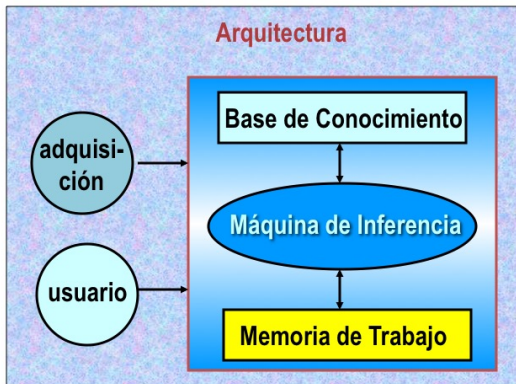 Arquitectura
Base de Conocimiento
adquisi-
ción
Máquina de Inferencia
usuario
Memoria de Trabajo